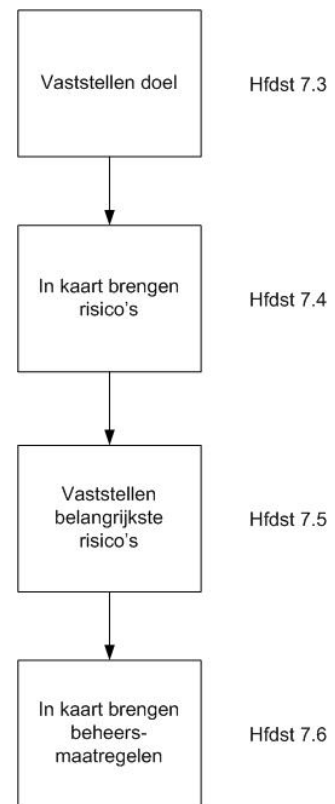 Vaststellen doel
Hfdst 7.3
In kaart brengen
risico's
Hfdst 7.4
Vaststellen
belangrijkste
risico's
Hfdst 7.5
In kaart brengen
beheers-
maatregelen
Hfdst 7.6